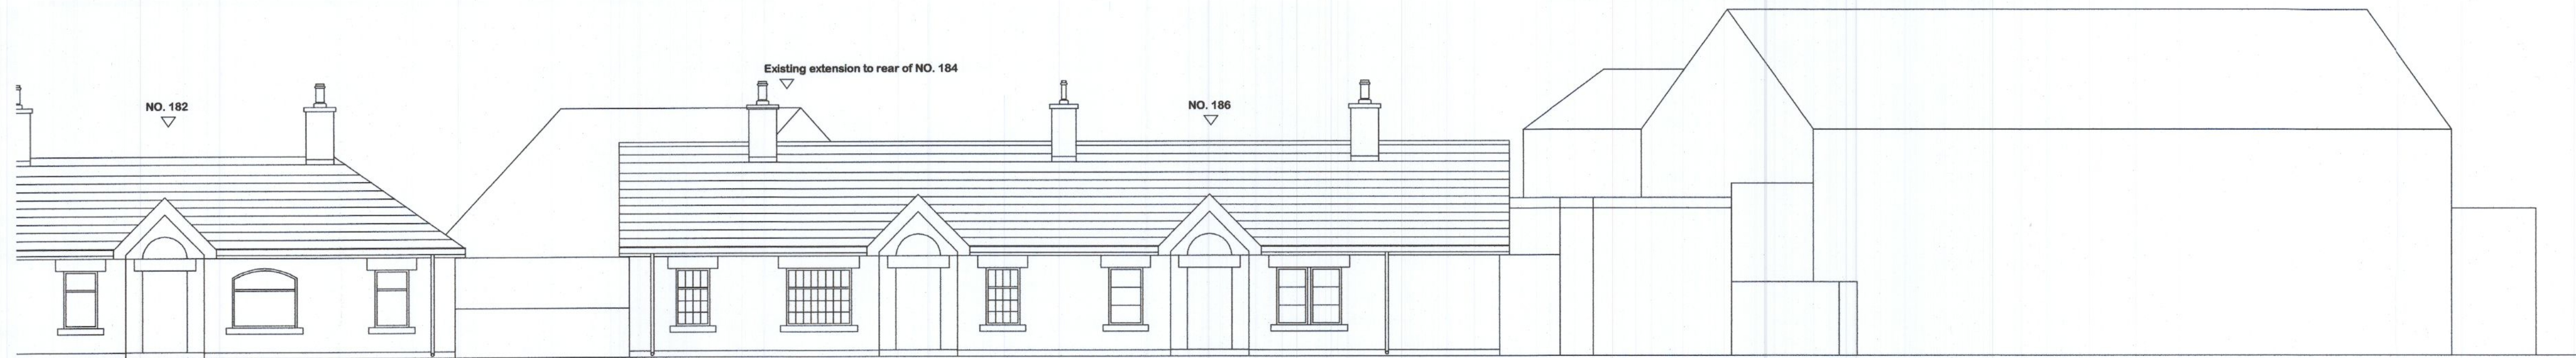 NO. 182
Existing extension to rear of NO. 184
NO. 186